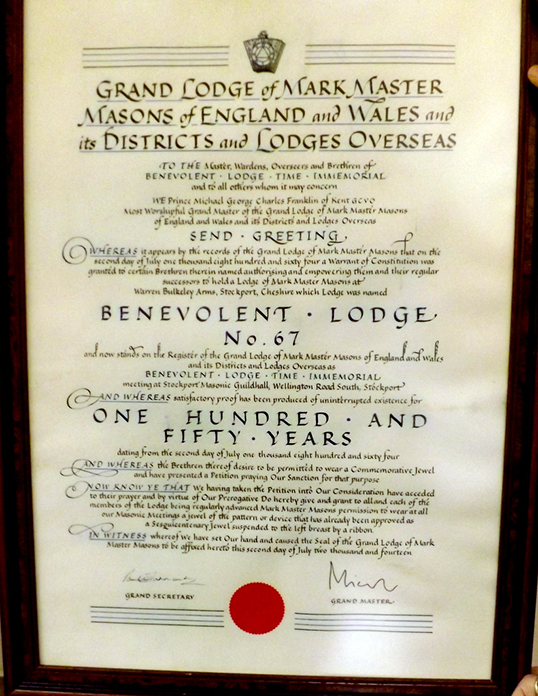 GRAND LODGE of MARK MASTER
MASONS of ENGLAND and WALES and
its DISTRICTS and LODGES OVERSEAS
·TO THE Master, Wardens, Overseers and Brethren of
BENEVOLENT · LODGE · TIME · IMMEMORIAL
and to all others whom it may concern
WE Prince Michael George Charles Franklin of Kent GCVO
Most Worshipful Grand Master of the Grand Lodge of Mark Master Masons
of England and Wales and its Districts and Lodges Overseas
SEND · GREETING.
WHEREAS it appears by the records of the Grand Lodge of Mark Master Masons that on the
second day of July one thousand eight hundred and sixty four a Warrant of Constitution was
granted to certain Brethren therein named authorising and empowering them and their regular
successors to hold a Lodge of Mark Master Masons at
Warren Bulkeley Arms, Stockport, Cheshire which Lodge was named
BENEVOLENT · LODGE
No. 67
and now stands on the Register of the Grand Lodge of Mark Master Masons of England and Wales
and its Districts and Lodges Overseas as
BENEVOLENT · LODGE · TIME · IMMEMORIAL
meeting at Stockport Masonic Guildhall, Wellington Road South, Stockport
AND WHEREAS satisfactory proof has been produced of uninterrupted existence for
ONE HUNDRED · AND
FIFTY · YEARS
dating from the second day of July one thousand eight hundred and sixty four
AND WHEREAS the Brethren thereof desire to be permitted to wear a Commemorative Jewel
and have presented a Petition praying Our Sanction for that purpose
NOW KNOW YE THAT We having taken the Petition into Our Consideration have acceded
to their prayer and by virtue of Our Prerogative Do hereby give and grant to all and each of the
members of the Lodge being regularly advanced Mark Master Masons permission to wear at all
our Masonic Meetings a jewel of the pattern or device that has already been approved as
a Sesquicentenary Jewel suspended to the left breast by a ribbon.
IN WITNESS whereof we have set Our Hand and caused the Seal of the Grand Lodge of Mark
Master Masons to be affixed hereto this second day of July two thousand and fourteen
GRAND SECRETARY
GRAND MASTER